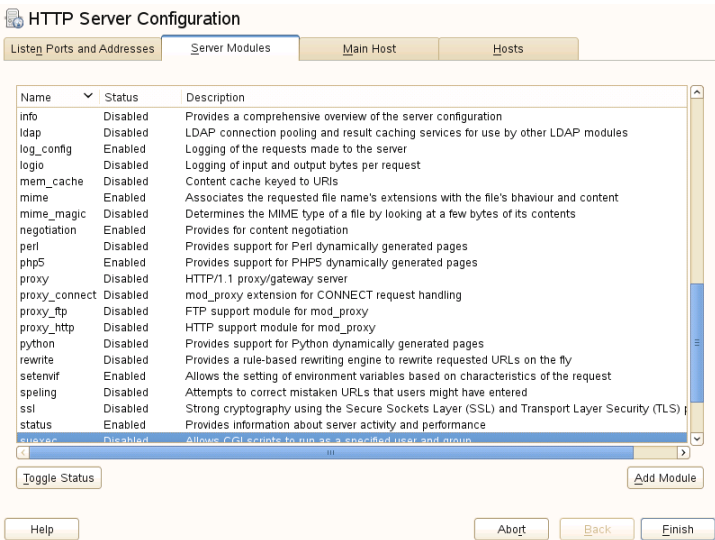 HTTP Server Configuration
Listen Ports and Addresses Server Modules Main Host Hosts
Name Status Description
info Disabled Provides a comprehensive overview of the server configuration
ldap Disabled LDAP connection pooling and result caching services for use by other LDAP modules
log_config Enabled Logging of the requests made to the server
logio Disabled Logging of input and output bytes per request
mem_cache Disabled Content cache keyed to URIs
mime Enabled Associates the requested file name's extensions with the file's bhaviour and content
mime_magic Disabled Determines the MIME type of a file by looking at a few bytes of its contents
negotiation Enabled Provides for content negotiation
perl Disabled Provides support for Perl dynamically generated pages
php5 Enabled Provides support for PHP5 dynamically generated pages
proxy Disabled HTTP/1.1 proxy/gateway server
proxy_connect Disabled mod_proxy extension for CONNECT request handling
proxy_ftp Disabled FTP support module for mod_proxy
proxy_http Disabled HTTP support module for mod_proxy
python Disabled Provides support for Python dynamically generated pages
rewrite Disabled Provides a rule-based rewriting engine to rewrite requested URLs on the fly
setenvif Enabled Allows the setting of environment variables based on characteristics of the request
speling Disabled Attempts to correct mistaken URLs that users might have entered
ssl Disabled Strong cryptography using the Secure Sockets Layer (SSL) and Transport Layer Security (TLS)
status Enabled Provides information about server activity and performance
suexec Disabled Allows CGI scripts to run as a specified user and group
Toggle Status Add Module
Help Abort Back Finish